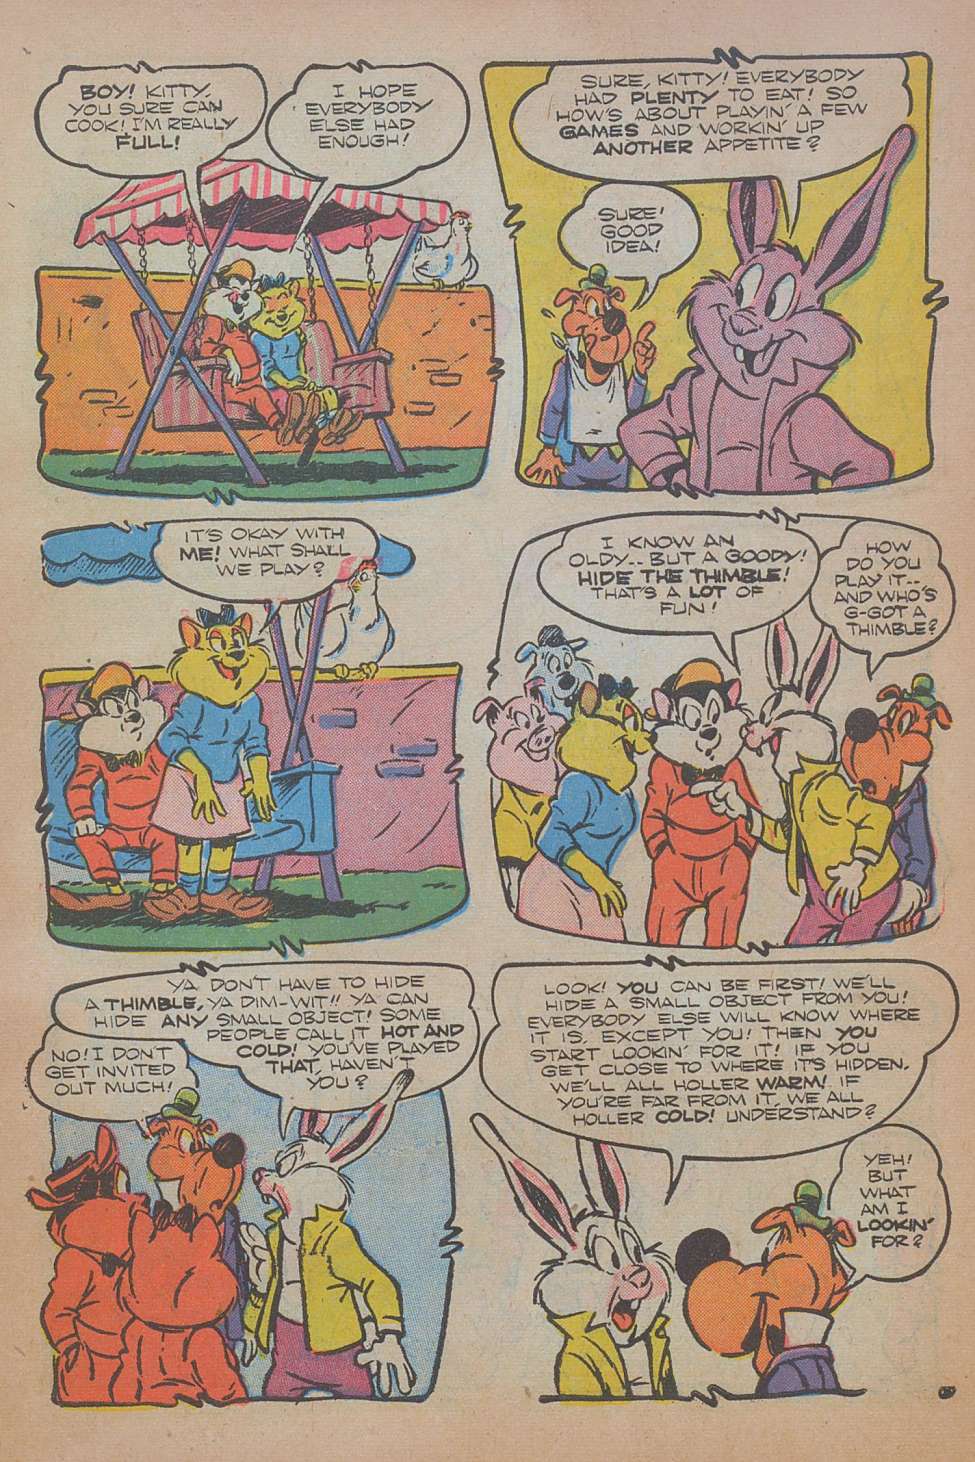 BOY! KITTY,
YOU SURE CAN
COOK! I'M REALLY
FULL!
I HOPE
EVERYBODY
ELSE HAD
ENOUGH!
SURE, KITTY! EVERYBODY
HAD PLENTY TO EAT! SO
HOW'S ABOUT PLAYIN' A FEW
GAMES AND WORKIN' UP
ANOTHER APPETITE?
SURE!
GOOD
IDEA!
IT'S OKAY WITH
ME! WHAT SHALL
WE PLAY?
I KNOW AN
OLDY-- BUT A GOODY!
HIDE THE THIMBLE!
THAT'S A LOT OF
FUN!
HOW
DO YOU
PLAY IT--
AND WHO'S
G-GOT A
THIMBLE?
YA DON'T HAVE TO HIDE
A THIMBLE, YA DIM-WIT!! YA CAN
HIDE ANY SMALL OBJECT! SOME
PEOPLE CALL IT HOT AND
COLD! YOU'VE PLAYED
THAT, HAVEN'T
YOU?
NO! I DON'T
GET INVITED
OUT MUCH!
LOOK! YOU CAN BE FIRST! WE'LL
HIDE A SMALL OBJECT FROM YOU!
EVERYBODY ELSE WILL KNOW WHERE
IT IS, EXCEPT YOU! THEN YOU
START LOOKIN' FOR IT! IF YOU
GET CLOSE TO WHERE IT'S HIDDEN,
WE'LL ALL HOLLER WARM! IF
YOU'RE FAR FROM IT, WE ALL
HOLLER COLD! UNDERSTAND?
YEH!
BUT
WHAT
AM I
LOOKIN'
FOR?